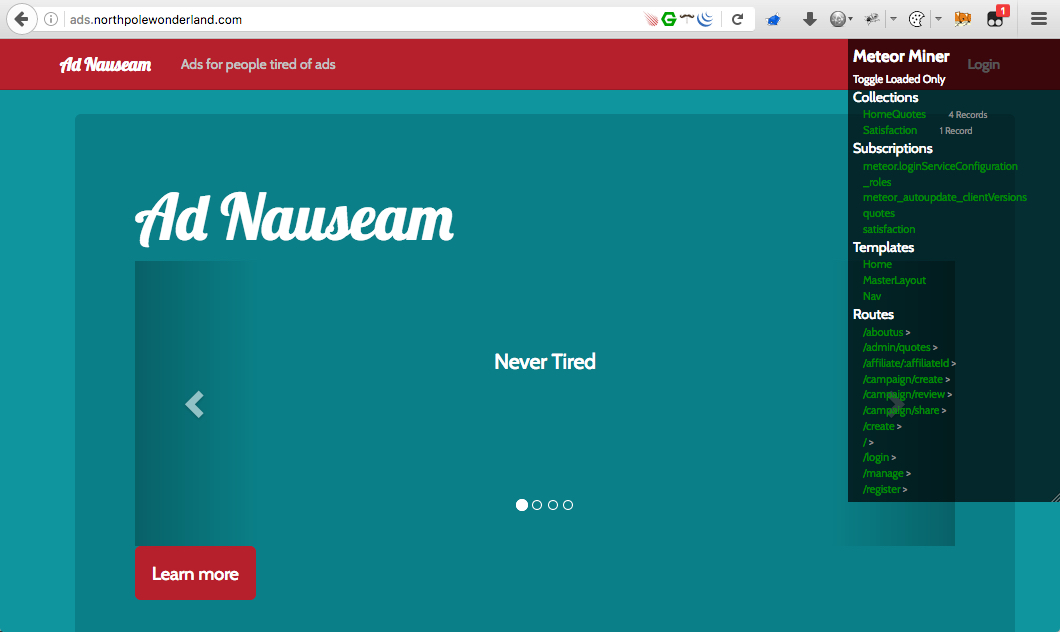 ads.northpolewonderland.com
1
Ad Nauseam
Ads for people tired of ads
Login
Meteor Miner
Toggle Loaded Only
Collections
HomeQuotes 4 Records
Satisfaction 1 Record
Subscriptions
meteor.loginServiceConfiguration
_roles
meteor_autoupdate_clientVersions
quotes
satisfaction
Templates
Home
MasterLayout
Nav
Routes
/aboutus >
/admin/quotes >
/affiliate/:affiliateId >
/campaign/create >
/campaign/review >
/campaign/share >
/create >
/ >
/login >
/manage >
/register >
Ad Nauseam
Never Tired
Learn more